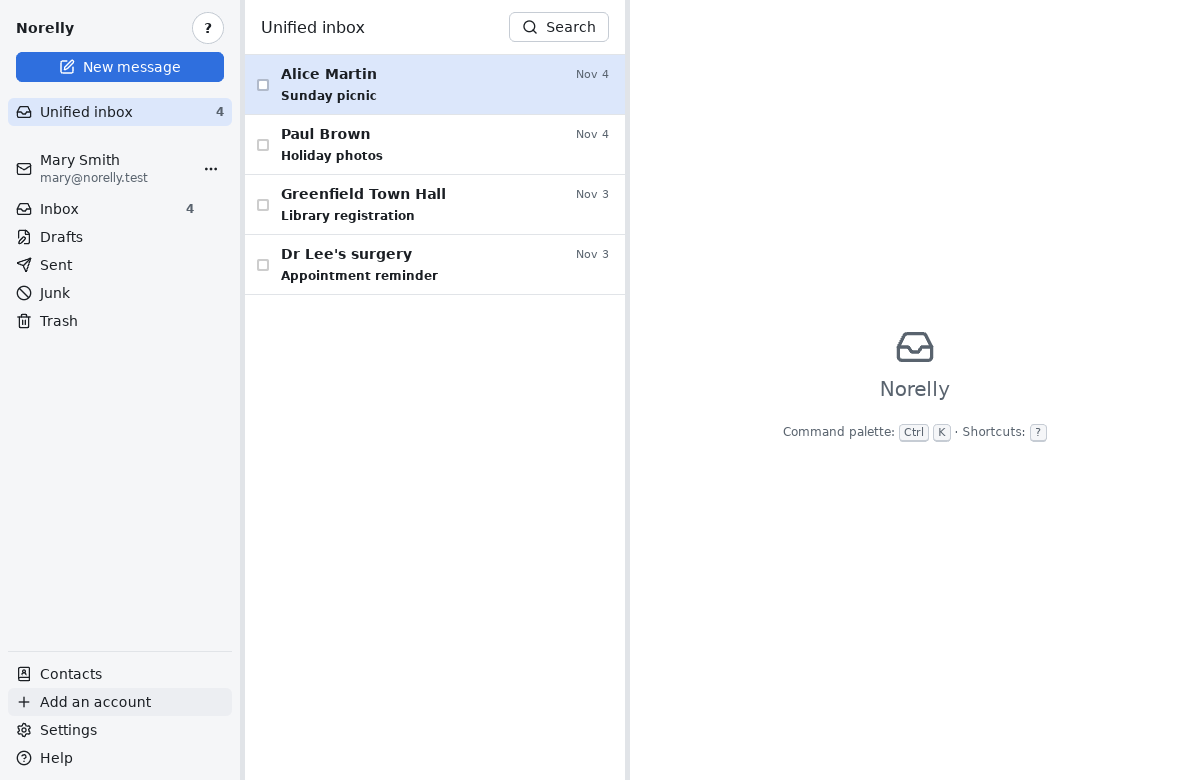 Norelly
?
New message
Unified inbox 4
Mary Smith
mary@norelly.test
Inbox 4
Drafts
Sent
Junk
Trash
Contacts
Add an account
Settings
Help
Unified inbox
Search
Alice Martin Nov 4
Sunday picnic
Paul Brown Nov 4
Holiday photos
Greenfield Town Hall Nov 3
Library registration
Dr Lee's surgery Nov 3
Appointment reminder
Norelly
Command palette: Ctrl K · Shortcuts: ?